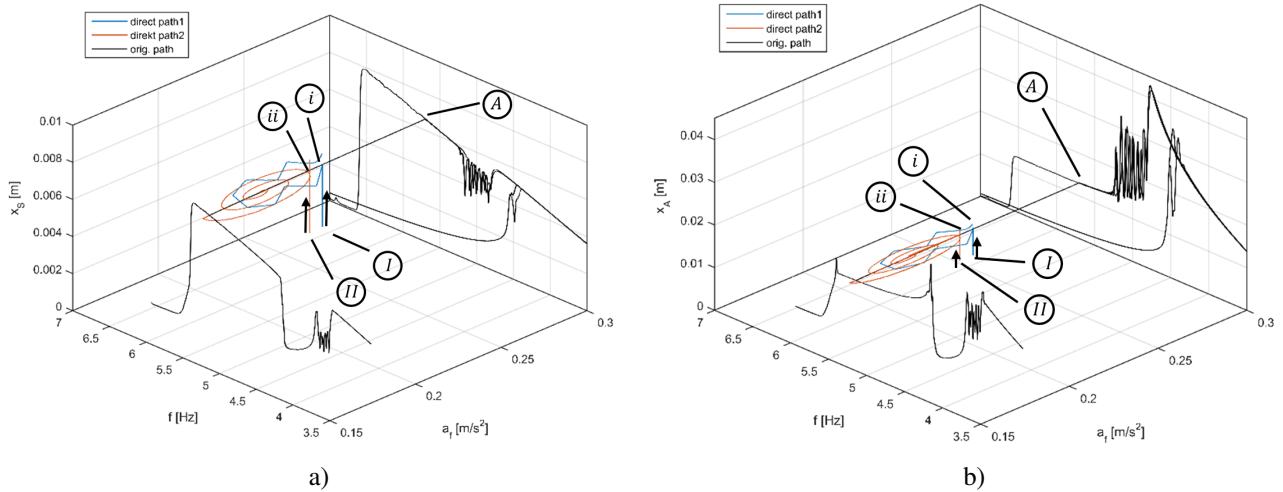 direct path1
direkt path2
orig. path
i
ii
A
0.01
0.008
0.006
0.004
0.002
0
x_S [m]
I
II
7
6.5
6
5.5
5
4.5
4
3.5
f [Hz]
0.15
0.2
0.25
0.3
a_f [m/s²]
a)
direct path1
direkt path2
orig. path
A
i
ii
0.04
0.03
0.02
0.01
0
x_A [m]
I
II
7
6.5
6
5.5
5
4.5
4
3.5
f [Hz]
0.15
0.2
0.25
0.3
a_f [m/s²]
b)